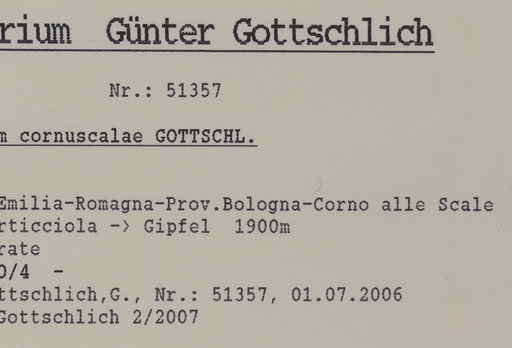 rium Günter Gottschlich
Nr.: 51357
m cornuscalae GOTTSCHL.
Emilia-Romagna-Prov.Bologna-Corno alle Scale
rticciola -> Gipfel 1900m
rate
0/4 -
ttschlich,G., Nr.: 51357, 01.07.2006
Gottschlich 2/2007